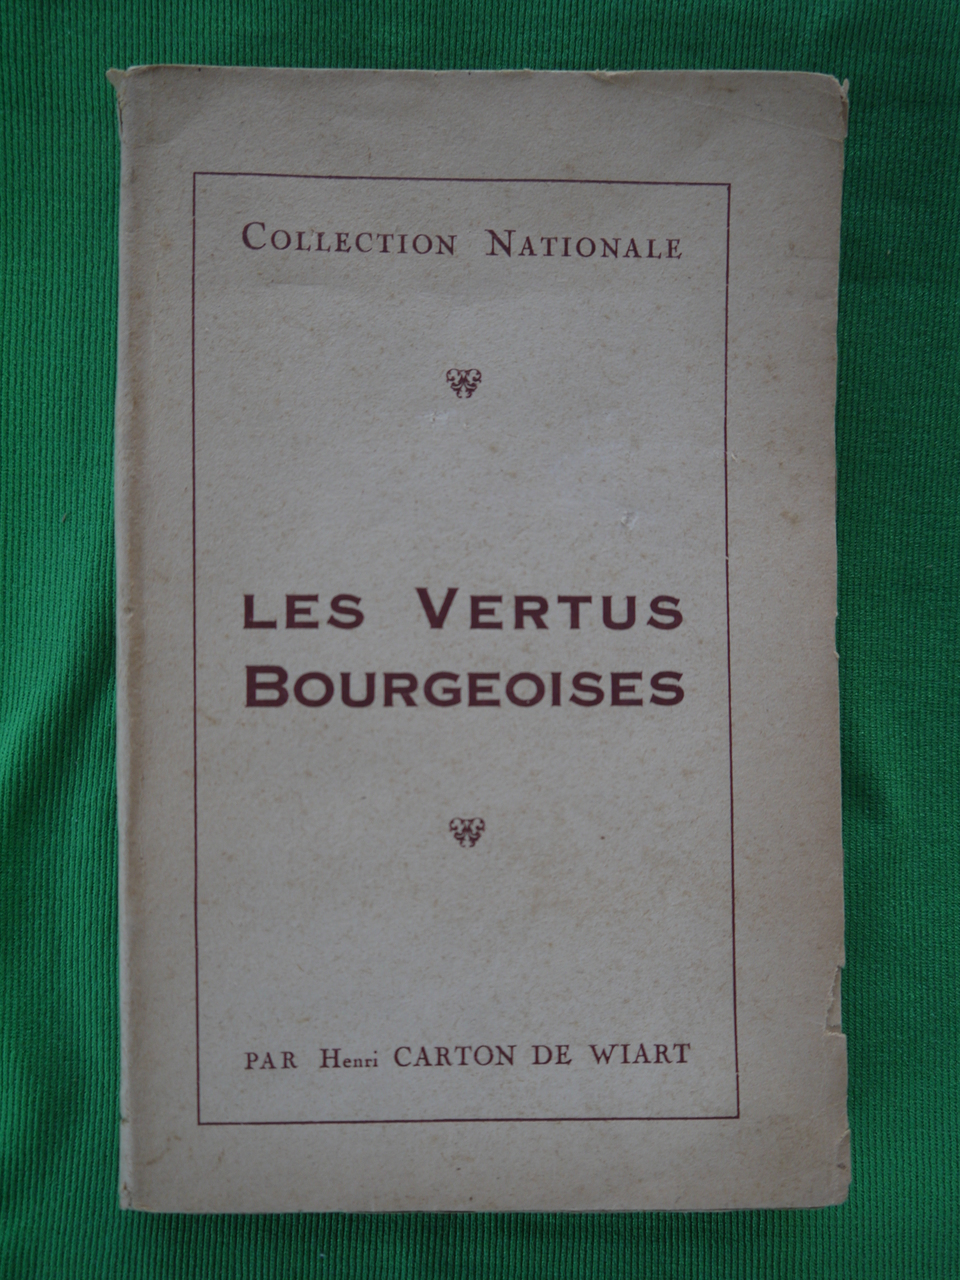 COLLECTION NATIONALE
LES VERTUS
BOURGEOISES
PAR Henri CARTON DE WIART